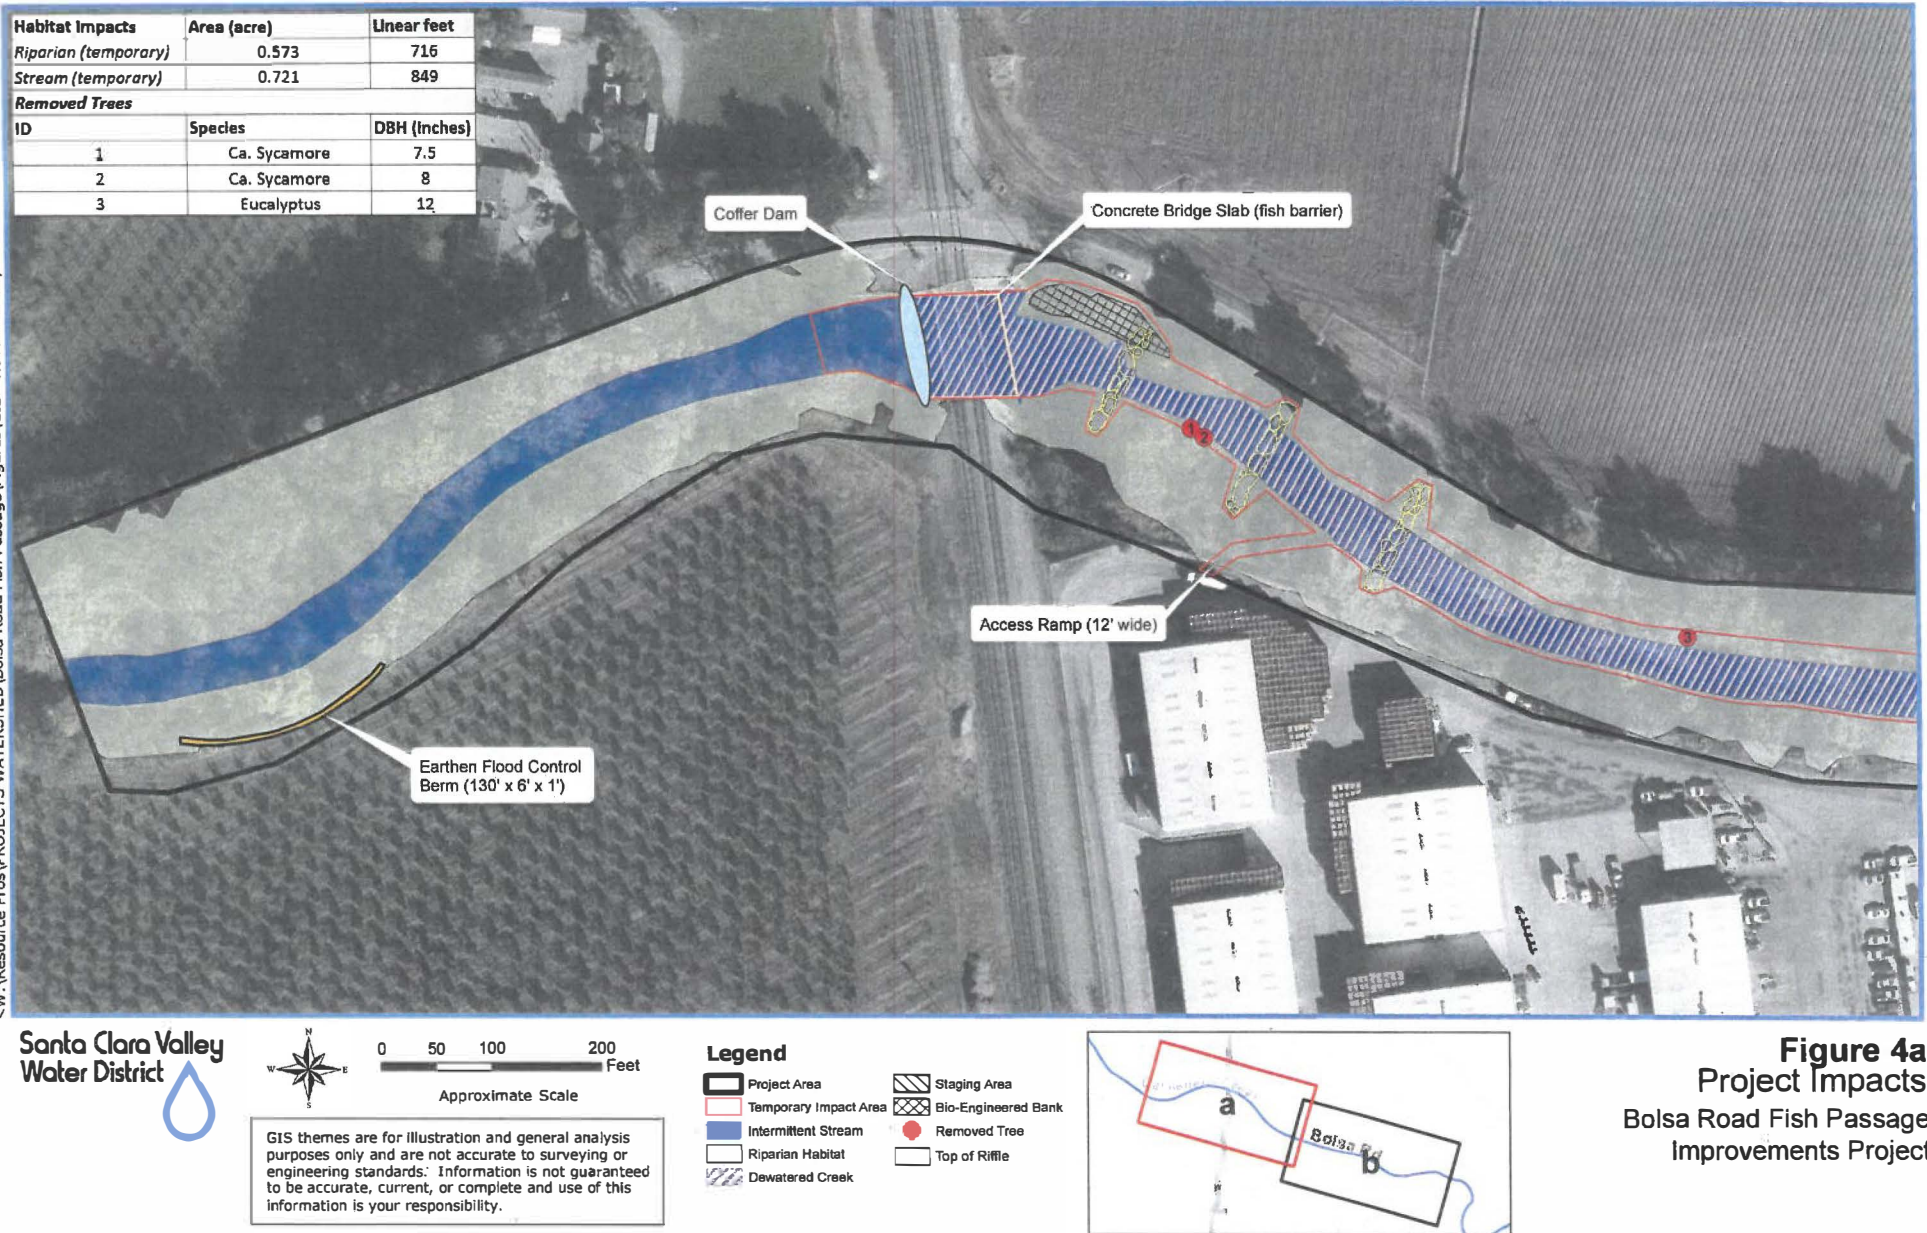 Habitat Impacts Area (acre) Linear feet
Riparian (temporary) 0.573 716
Stream (temporary) 0.721 849
Removed Trees
ID Species DBH (Inches)
1 Ca. Sycamore 7.5
2 Ca. Sycamore 8
3 Eucalyptus 12
Coffer Dam
Concrete Bridge Slab (fish barrier)
1
2
3
Access Ramp (12' wide)
Earthen Flood Control
Berm (130' x 6' x 1')
Santa Clara Valley
Water District
N
W E
S
0 50 100 200
Feet
Approximate Scale
GIS themes are for illustration and general analysis
purposes only and are not accurate to surveying or
engineering standards. Information is not guaranteed
to be accurate, current, or complete and use of this
information is your responsibility.
Legend
Project Area
Temporary Impact Area
Intermittent Stream
Riparian Habitat
Dewatered Creek
Staging Area
Bio-Engineered Bank
Removed Tree
Top of Riffle
a
Bolsa Rd
b
Figure 4a
Project Impacts
Bolsa Road Fish Passage
Improvements Project